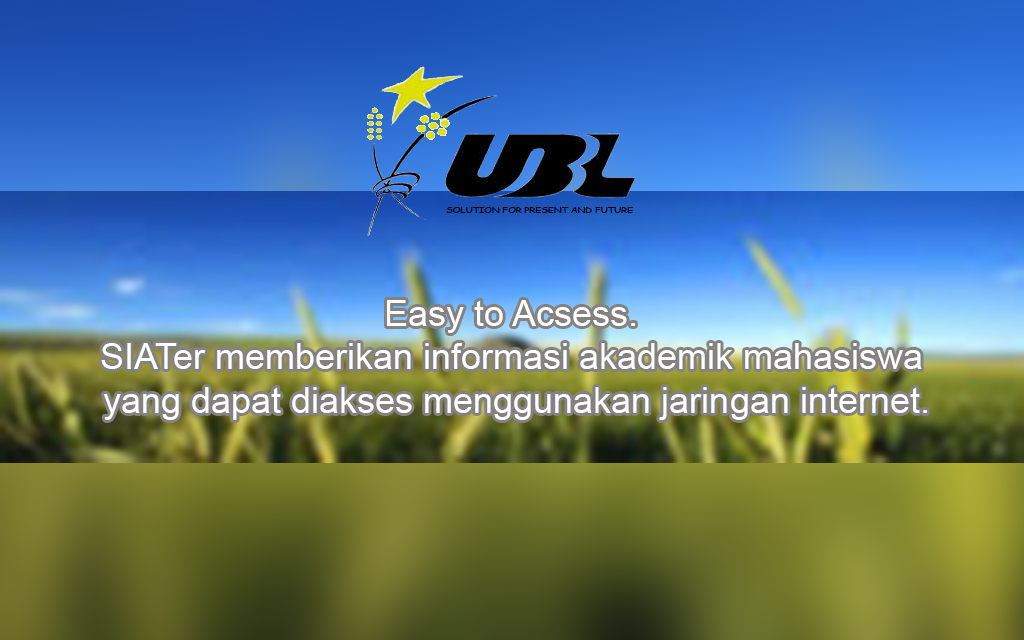 UBL
SOLUTION FOR PRESENT AND FUTURE
Easy to Acsess.
SIATer memberikan informasi akademik mahasiswa
yang dapat diakses menggunakan jaringan internet.